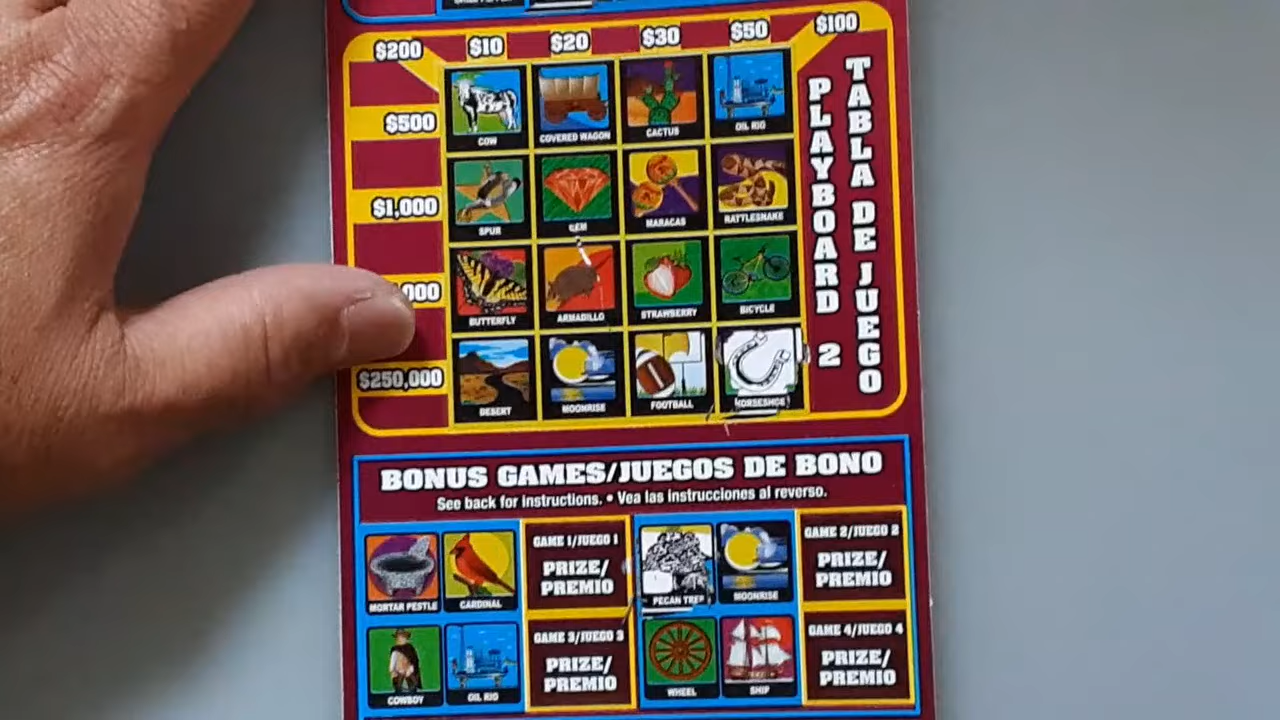 $200 $10 $20 $30 $50 $100
$500
COW COVERED WAGON CACTUS OIL RIG
$1,000
SPUR GEM MARACAS RATTLESNAKE
000
BUTTERFLY ARMADILLO STRAWBERRY BICYCLE
$250,000
DESERT MOONRISE FOOTBALL HORSESHOE
PLAYBOARD 2
TABLA DE JUEGO
BONUS GAMES/JUEGOS DE BONO
See back for instructions. • Vea las instrucciones al reverso.
MORTAR PESTLE CARDINAL
GAME 1/JUEGO 1
PRIZE/
PREMIO
PECAN TREE MOONRISE
GAME 2/JUEGO 2
PRIZE/
PREMIO
COWBOY OIL RIG
GAME 3/JUEGO 3
PRIZE/
PREMIO
WHEEL SHIP
GAME 4/JUEGO 4
PRIZE/
PREMIO